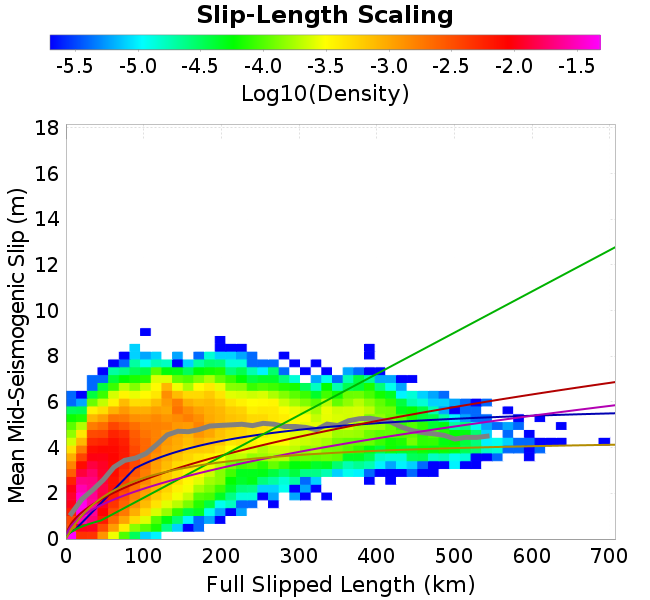 Slip-Length Scaling
-5.5 -5.0 -4.5 -4.0 -3.5 -3.0 -2.5 -2.0 -1.5
Log10(Density)
18
16
14
12
10
8
6
4
2
0
Mean Mid-Seismogenic Slip (m)
0 100 200 300 400 500 600 700
Full Slipped Length (km)